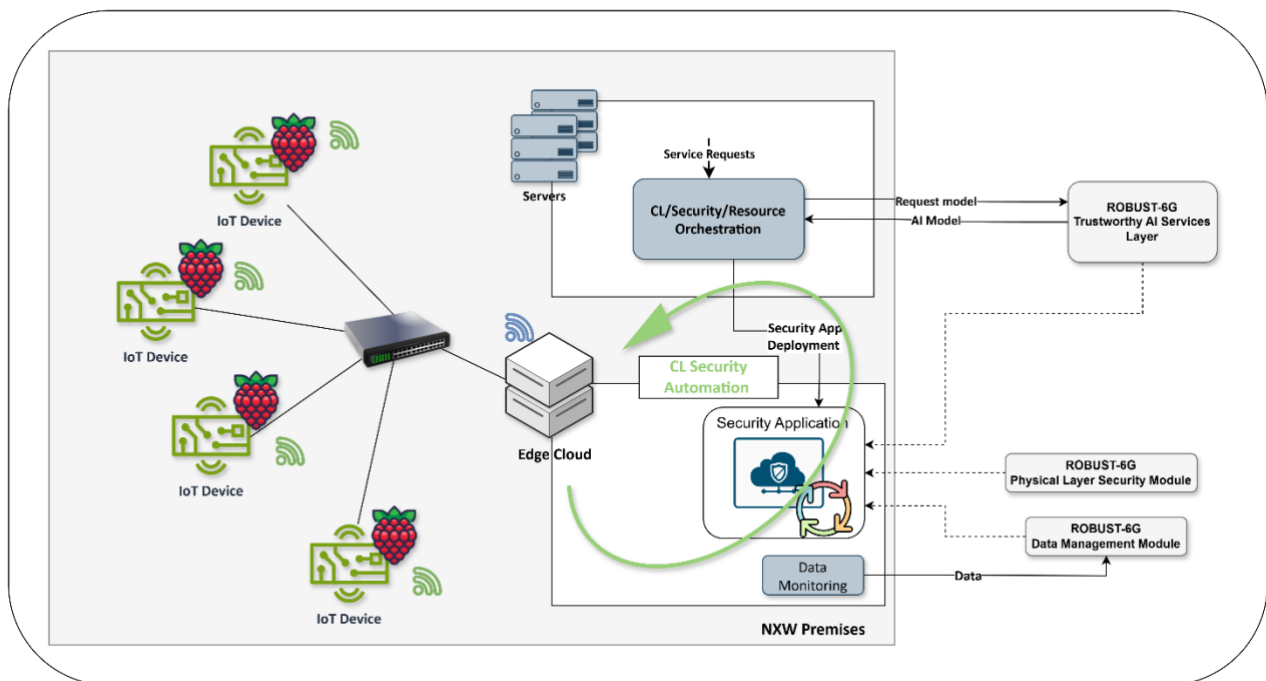 Service Requests
Servers
CL/Security/Resource
Orchestration
Request model
AI Model
ROBUST-6G
Trustworthy AI Services
Layer
IoT Device
IoT Device
IoT Device
IoT Device
Edge Cloud
Security App
Deployment
CL Security
Automation
Security Application
ROBUST-6G
Physical Layer Security Module
ROBUST-6G
Data Management Module
Data
Monitoring
Data
NXW Premises